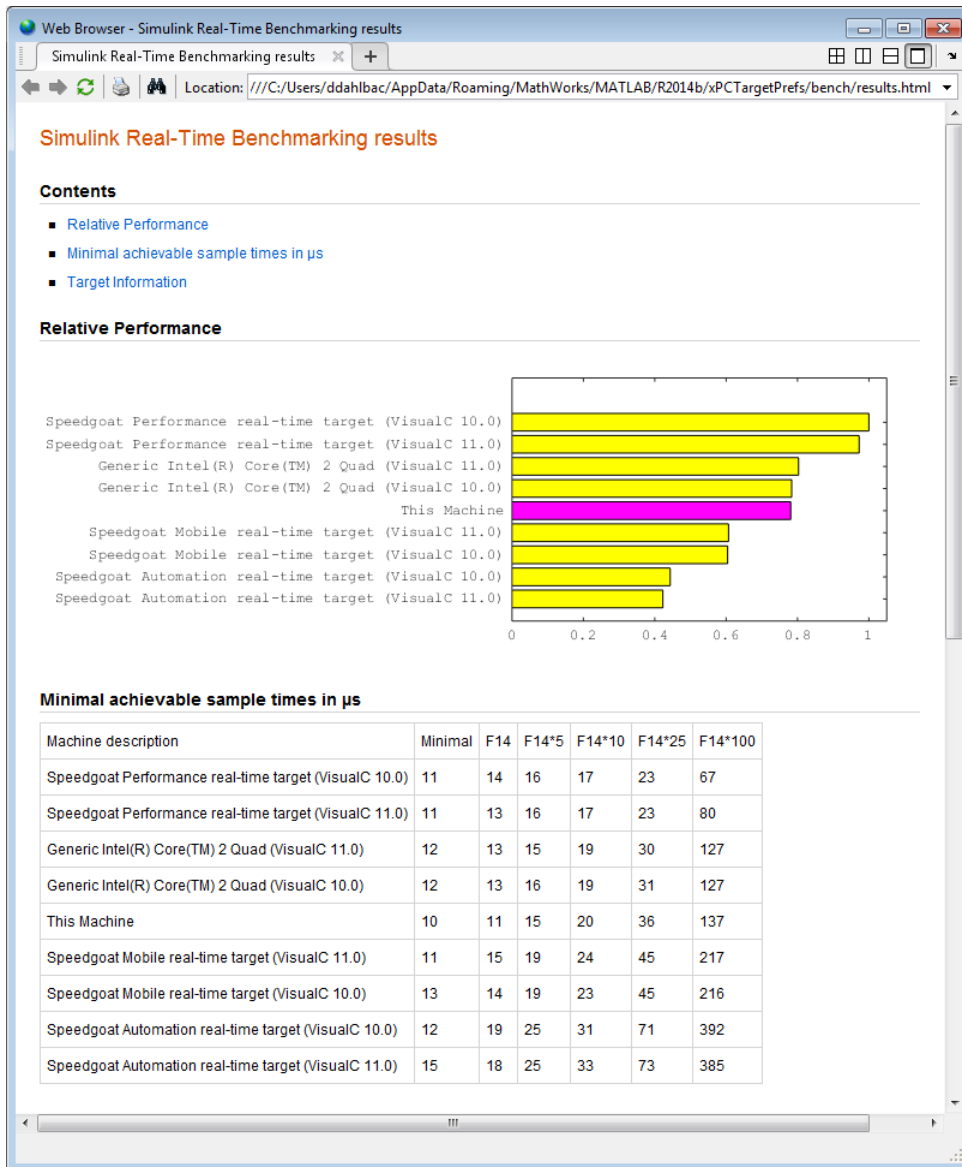 Web Browser - Simulink Real-Time Benchmarking results
Simulink Real-Time Benchmarking results
Location: ///C:/Users/ddahlbac/AppData/Roaming/MathWorks/MATLAB/R2014b/xPCTargetPrefs/bench/results.html
Simulink Real-Time Benchmarking results
Contents
Relative Performance
Minimal achievable sample times in µs
Target Information
Relative Performance
Speedgoat Performance real-time target (VisualC 10.0)
Speedgoat Performance real-time target (VisualC 11.0)
Generic Intel(R) Core(TM) 2 Quad (VisualC 11.0)
Generic Intel(R) Core(TM) 2 Quad (VisualC 10.0)
This Machine
Speedgoat Mobile real-time target (VisualC 11.0)
Speedgoat Mobile real-time target (VisualC 10.0)
Speedgoat Automation real-time target (VisualC 10.0)
Speedgoat Automation real-time target (VisualC 11.0)
0 0.2 0.4 0.6 0.8 1
Minimal achievable sample times in µs
Machine description Minimal F14 F14*5 F14*10 F14*25 F14*100
Speedgoat Performance real-time target (VisualC 10.0) 11 14 16 17 23 67
Speedgoat Performance real-time target (VisualC 11.0) 11 13 16 17 23 80
Generic Intel(R) Core(TM) 2 Quad (VisualC 11.0) 12 13 15 19 30 127
Generic Intel(R) Core(TM) 2 Quad (VisualC 10.0) 12 13 16 19 31 127
This Machine 10 11 15 20 36 137
Speedgoat Mobile real-time target (VisualC 11.0) 11 15 19 24 45 217
Speedgoat Mobile real-time target (VisualC 10.0) 13 14 19 23 45 216
Speedgoat Automation real-time target (VisualC 10.0) 12 19 25 31 71 392
Speedgoat Automation real-time target (VisualC 11.0) 15 18 25 33 73 385